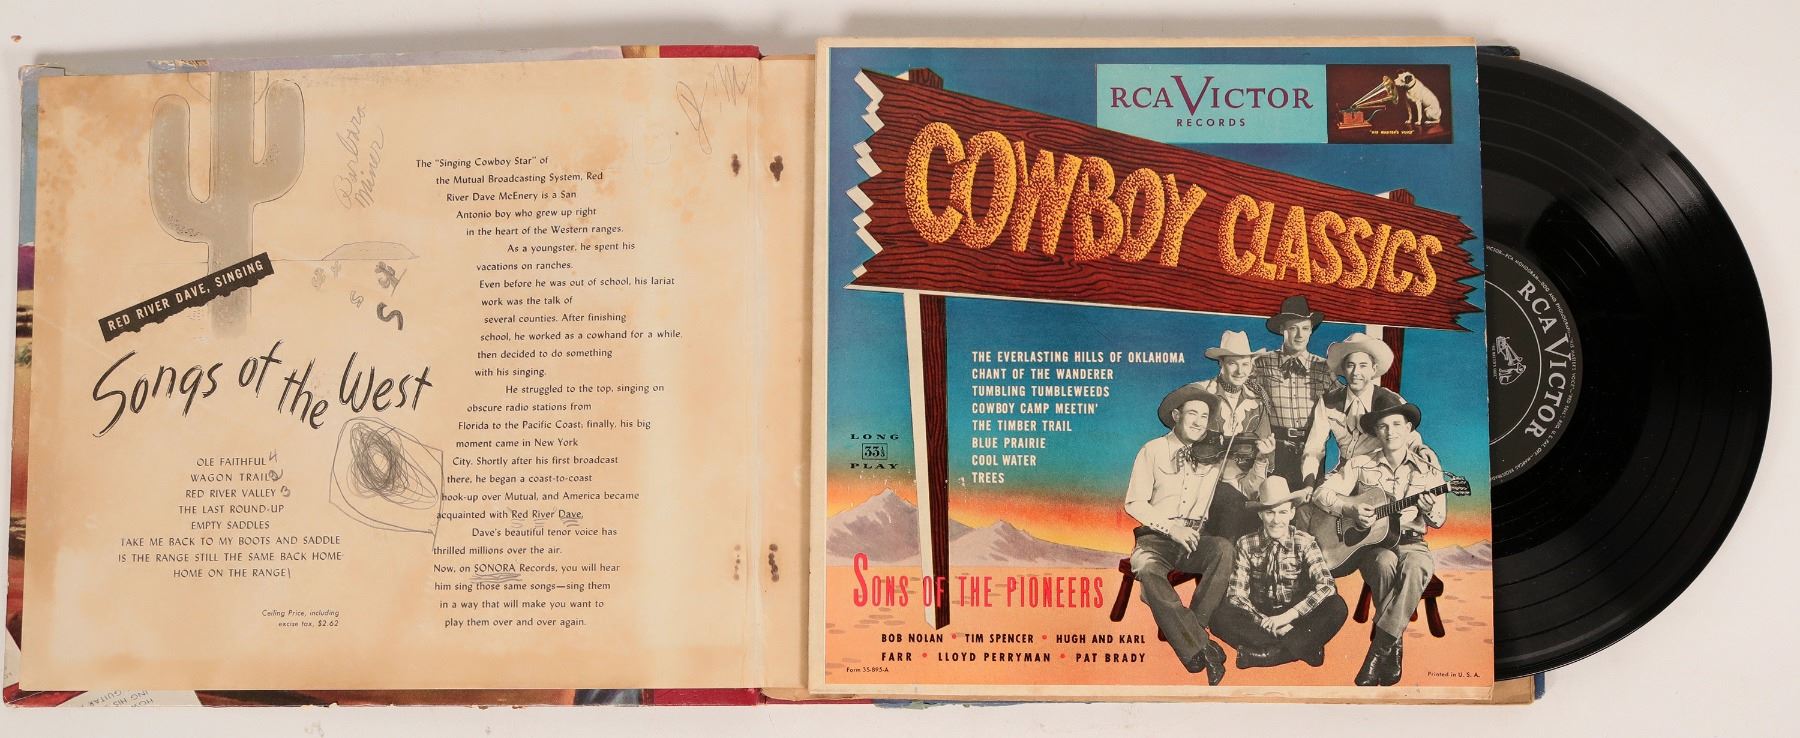 Barbara
Mainer
RED RIVER DAVE, SINGING
Songs of the West
OLE FAITHFUL 4
WAGON TRAIL 2
RED RIVER VALLEY 3
THE LAST ROUND-UP
EMPTY SADDLES
TAKE ME BACK TO MY BOOTS AND SADDLE
IS THE RANGE STILL THE SAME BACK HOME
HOME ON THE RANGE
Ceiling Price, including
excise tax, $2.62
The "Singing Cowboy Star" of
the Mutual Broadcasting System, Red
River Dave McEnery is a San
Antonio boy who grew up right
in the heart of the Western ranges.
As a youngster, he spent his
vacations on ranches.
Even before he was out of school, his lariat
work was the talk of
several counties. After finishing
school, he worked as a cowhand for a while,
then decided to do something
with his singing.
He struggled to the top, singing on
obscure radio stations from
Florida to the Pacific Coast; finally, his big
moment came in New York
City. Shortly after his first broadcast
there, he began a coast-to-coast
hook-up over Mutual, and America became
acquainted with Red River Dave.
Dave's beautiful tenor voice has
thrilled millions over the air.
Now, on SONORA Records, you will hear
him sing those same songs—sing them
in a way that will make you want to
play them over and over again.
RCA VICTOR
RECORDS
"HIS MASTER'S VOICE"
COWBOY CLASSICS
THE EVERLASTING HILLS OF OKLAHOMA
CHANT OF THE WANDERER
TUMBLING TUMBLEWEEDS
COWBOY CAMP MEETIN'
THE TIMBER TRAIL
BLUE PRAIRIE
COOL WATER
TREES
LONG
33⅓
PLAY
SONS OF THE PIONEERS
BOB NOLAN • TIM SPENCER • HUGH AND KARL
FARR • LLOYD PERRYMAN • PAT BRADY
Form 3S-895-A
Printed in U. S. A.
RCA VICTOR